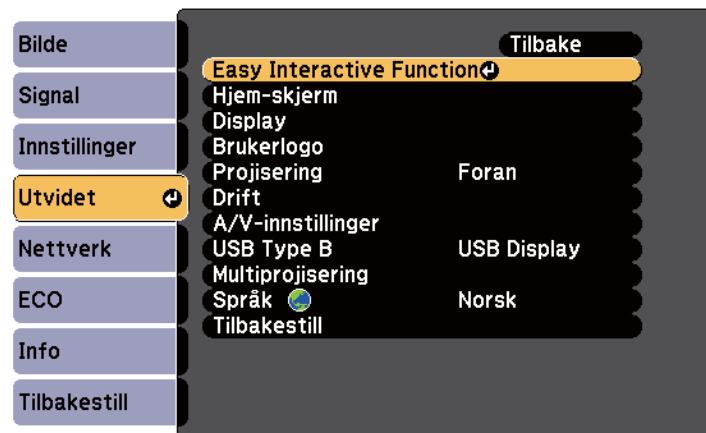 Bilde
Signal
Innstillinger
Utvidet
Nettverk
ECO
Info
Tilbakestill
Tilbake
Easy Interactive Function
Hjem-skjerm
Display
Brukerlogo
Projisering Foran
Drift
A/V-innstillinger
USB Type B USB Display
Multiprojisering
Språk Norsk
Tilbakestill